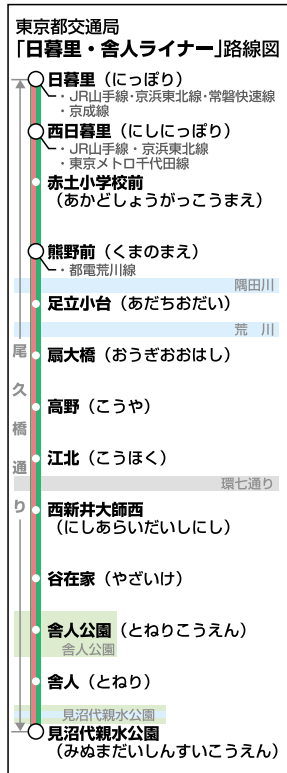 東京都交通局
「日暮里・舎人ライナー」路線図
日暮里（にっぽり）
・JR山手線・京浜東北線・常磐快速線
・京成線
西日暮里（にしにっぽり）
・JR山手線・京浜東北線
・東京メトロ千代田線
赤土小学校前
（あかどしょうがっこうまえ）
熊野前（くまのまえ）
・都電荒川線
隅田川
足立小台（あだちおだい）
荒　川
扇大橋（おうぎおおはし）
尾久橋通り
高野（こうや）
江北（こうほく）
環七通り
西新井大師西
（にしあらいだいしにし）
谷在家（やざいけ）
舎人公園（とねりこうえん）
舎人公園
舎人（とねり）
見沼代親水公園
見沼代親水公園
（みぬまだいしんすいこうえん）